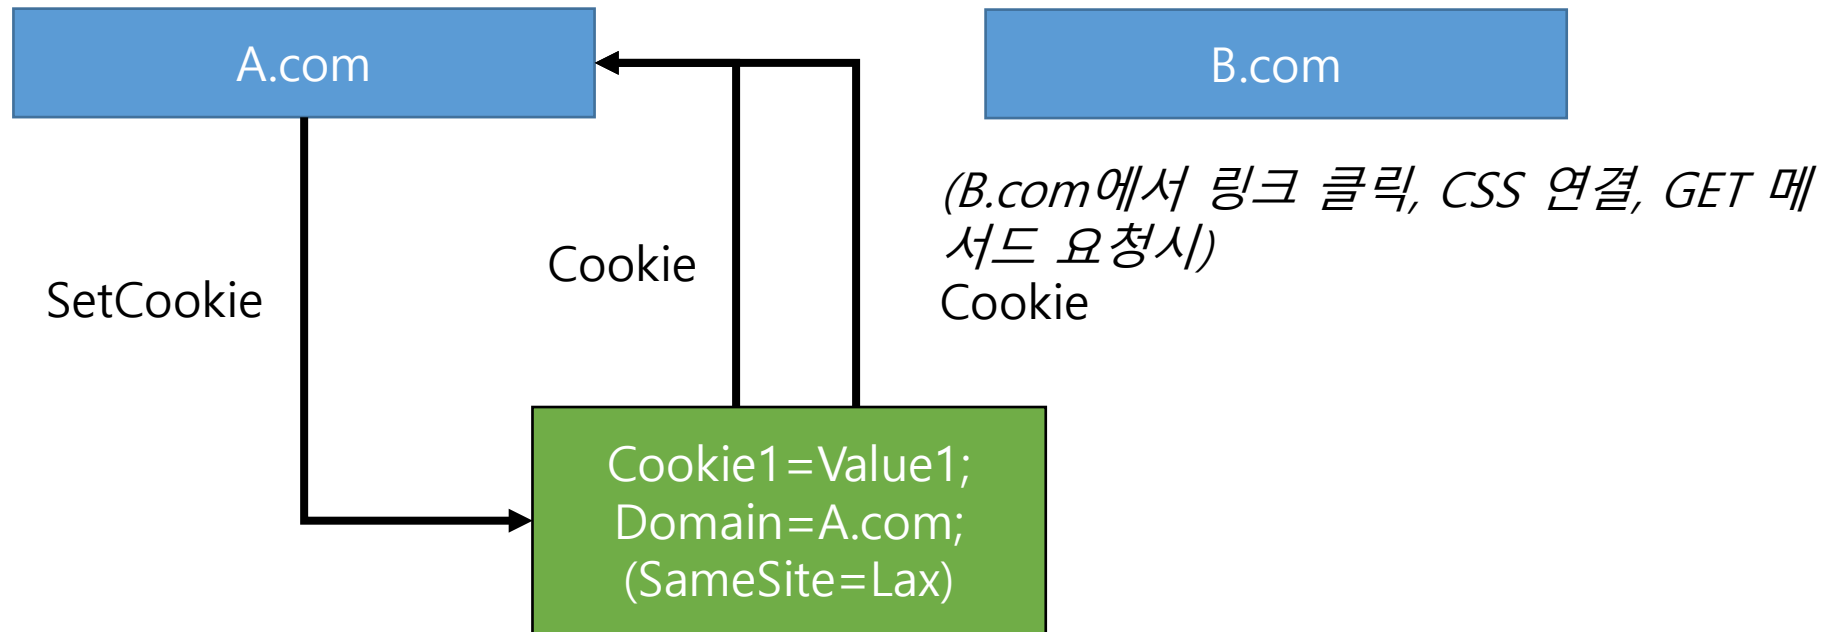 A.com
B.com
(B.com에서 링크 클릭, CSS 연결, GET 메
서드 요청시)
Cookie
Cookie
SetCookie
Cookie1=Value1;
Domain=A.com;
(SameSite=Lax)